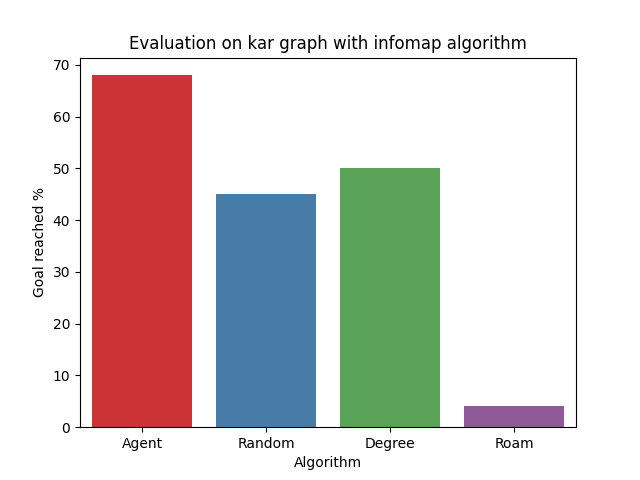 Evaluation on kar graph with infomap algorithm
70
60
50
40
30
20
10
0
Goal reached %
Agent Random Degree Roam
Algorithm